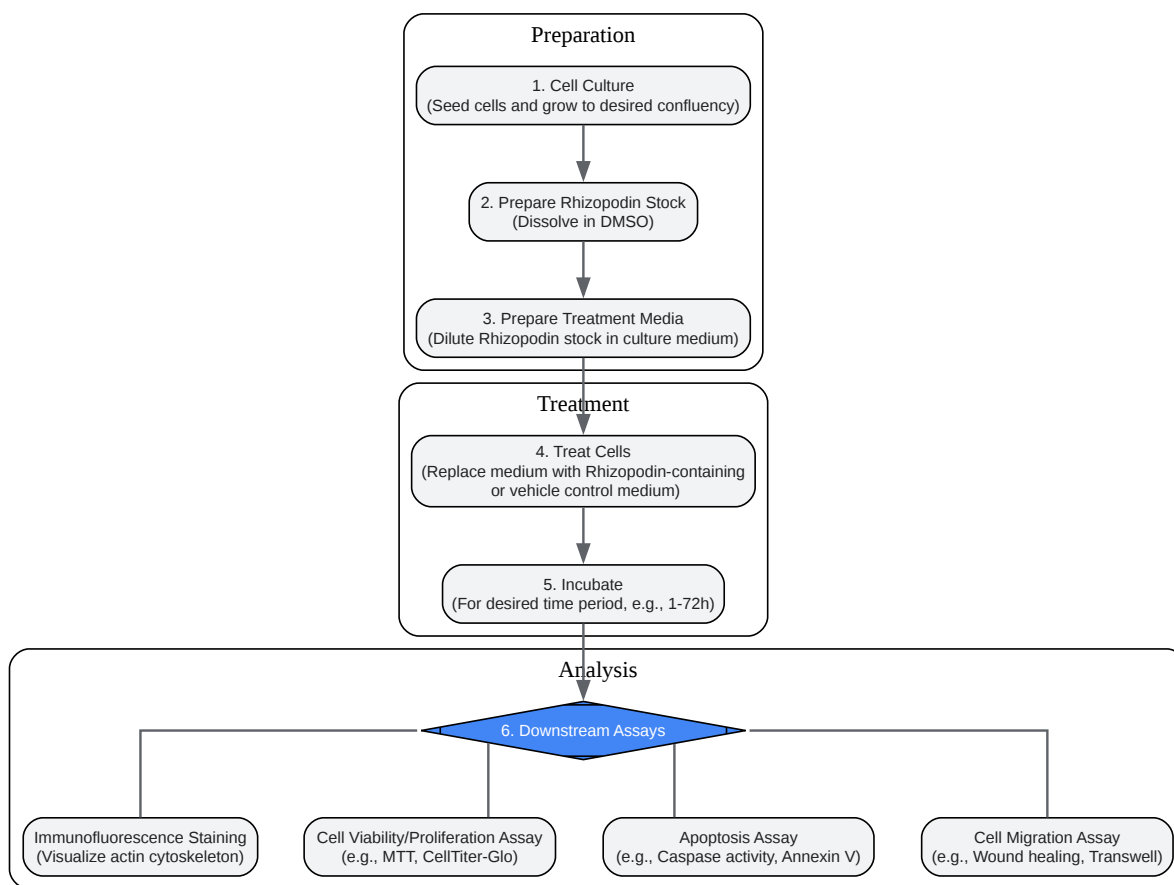 Preparation
1. Cell Culture
(Seed cells and grow to desired confluency)
2. Prepare Rhizopodin Stock
(Dissolve in DMSO)
3. Prepare Treatment Media
(Dilute Rhizopodin stock in culture medium)
Treatment
4. Treat Cells
(Replace medium with Rhizopodin-containing
or vehicle control medium)
5. Incubate
(For desired time period, e.g., 1-72h)
Analysis
6. Downstream Assays
Immunofluorescence Staining
(Visualize actin cytoskeleton)
Cell Viability/Proliferation Assay
(e.g., MTT, CellTiter-Glo)
Apoptosis Assay
(e.g., Caspase activity, Annexin V)
Cell Migration Assay
(e.g., Wound healing, Transwell)